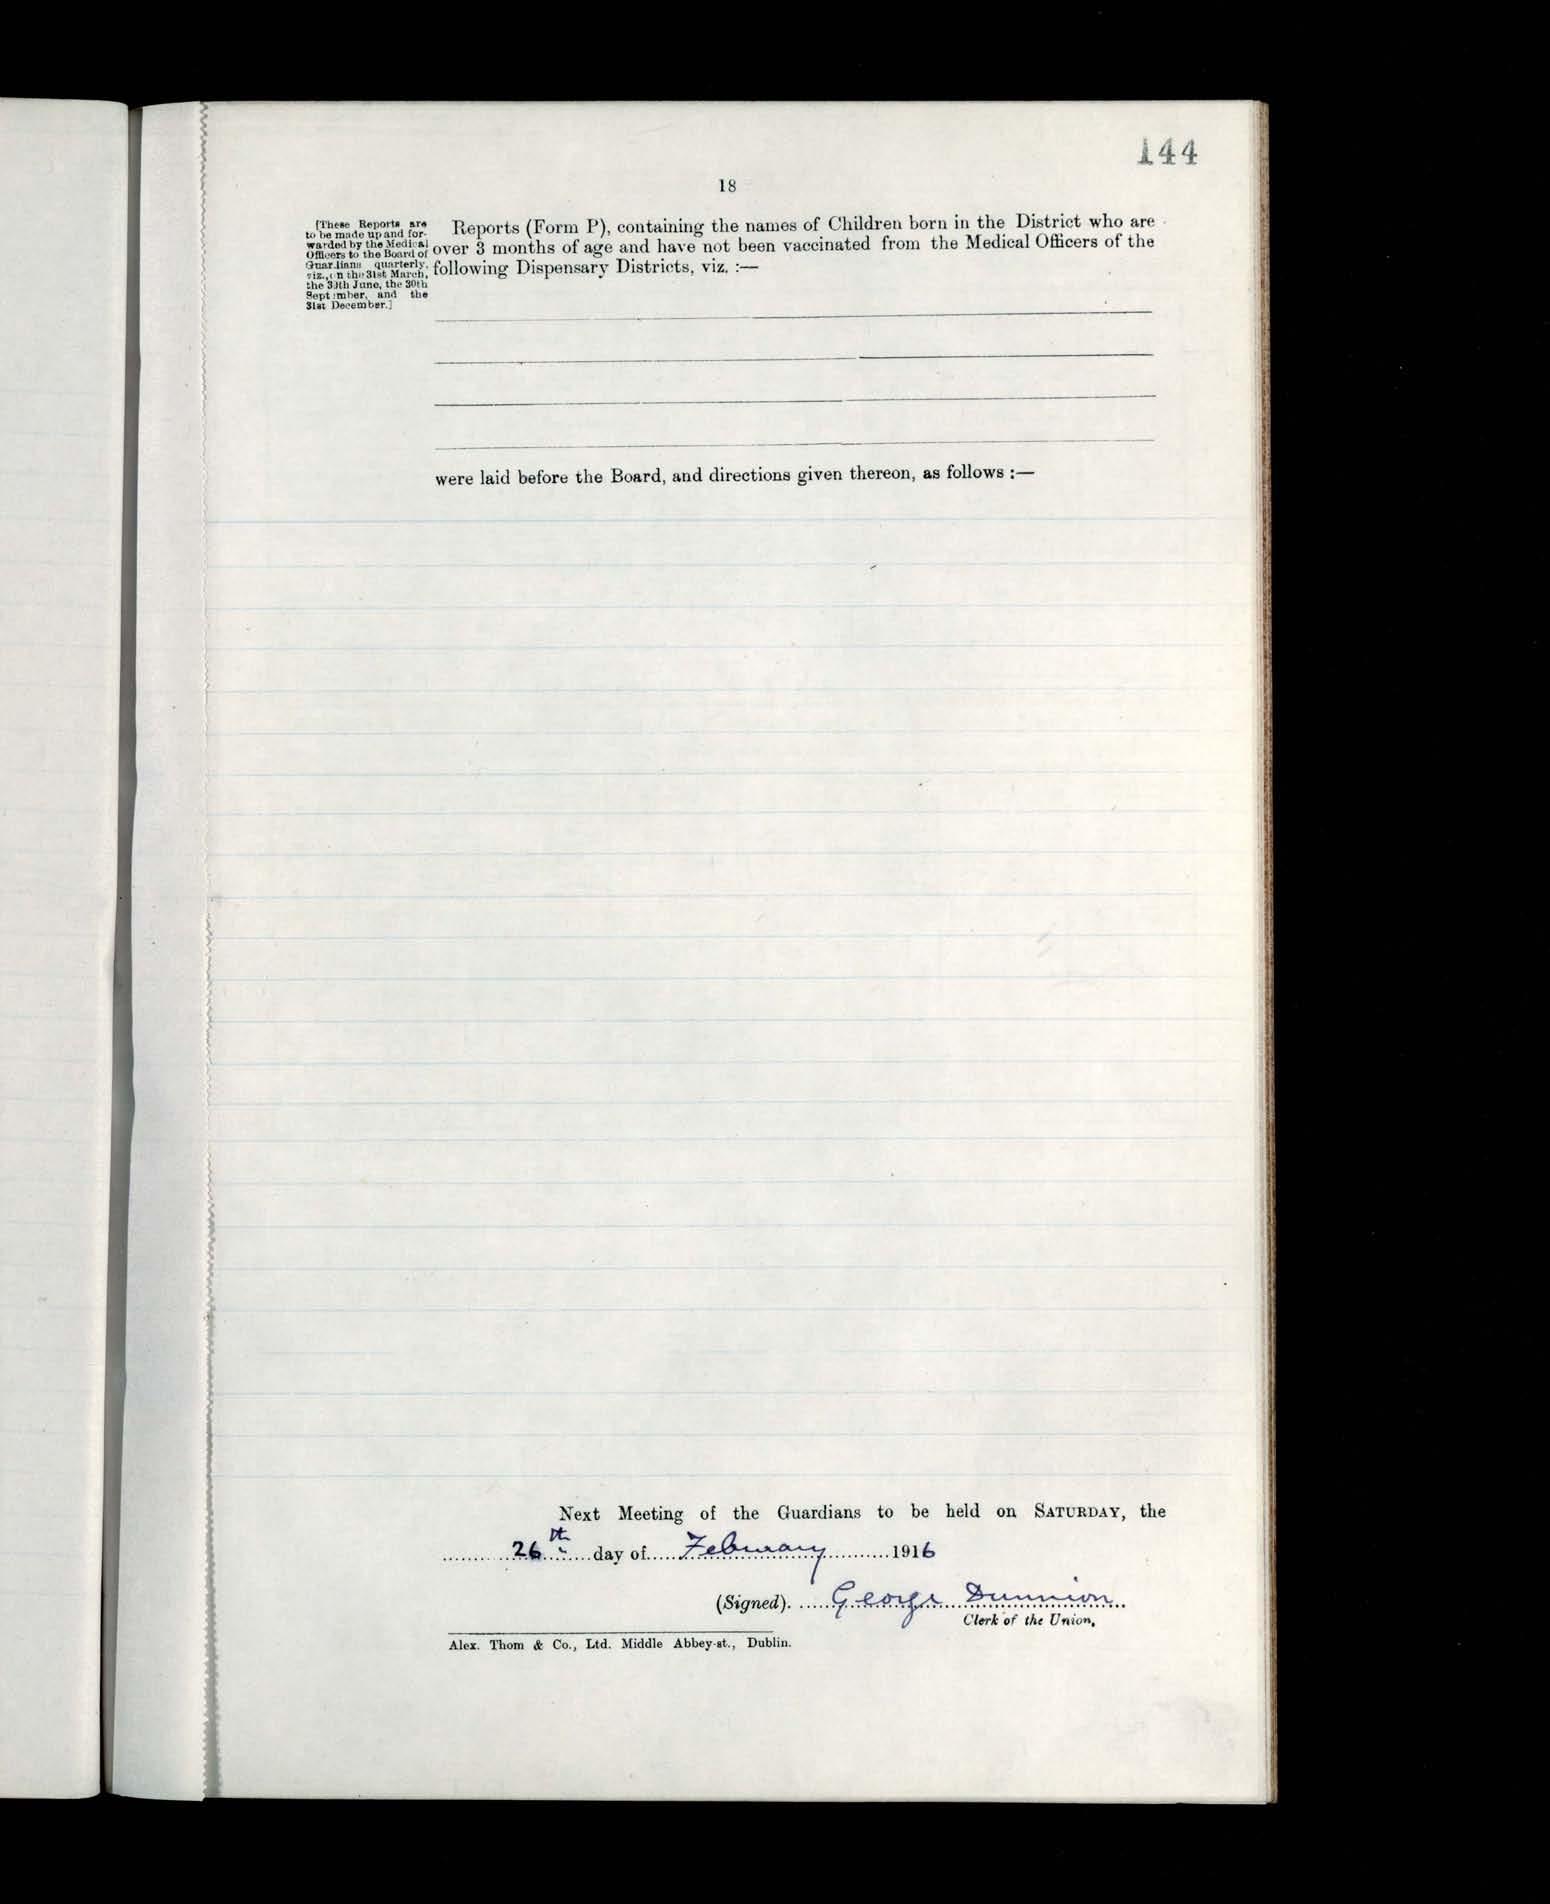 144
18
[These Reports are
to be made up and for-
warded by the Medical
Officers to the Board of
Guardians quarterly,
viz., on the 31st March,
the 30th June, the 30th
September, and the
31st December.]
Reports (Form P), containing the names of Children born in the District who are
over 3 months of age and have not been vaccinated from the Medical Officers of the
following Dispensary Districts, viz. :—
were laid before the Board, and directions given thereon, as follows :—
Next Meeting of the Guardians to be held on SATURDAY, the
26th day of February 1916
(Signed). George Dunnion
Clerk of the Union.
Alex. Thom & Co., Ltd. Middle Abbey-st., Dublin.